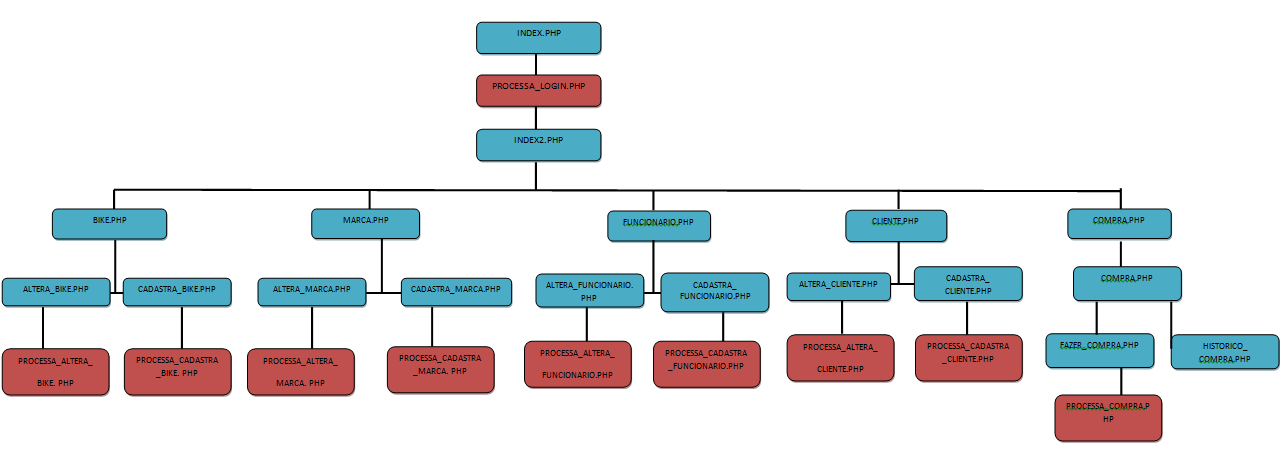 INDEX.PHP
PROCESSA_LOGIN.PHP
INDEX2.PHP
BIKE.PHP
MARCA.PHP
FUNCIONARIO.PHP
CLIENTE.PHP
COMPRA.PHP
ALTERA_BIKE.PHP
CADASTRA_BIKE.PHP
ALTERA_MARCA.PHP
CADASTRA_MARCA.PHP
ALTERA_FUNCIONARIO.
PHP
CADASTRA_
FUNCIONARIO.PHP
ALTERA_CLIENTE.PHP
CADASTRA_
CLIENTE.PHP
COMPRA.PHP
PROCESSA_ALTERA_
BIKE. PHP
PROCESSA_CADASTRA
_BIKE. PHP
PROCESSA_ALTERA_
MARCA. PHP
PROCESSA_CADASTRA
_MARCA. PHP
PROCESSA_ALTERA_
FUNCIONARIO.PHP
PROCESSA_CADASTRA
_FUNCIONARIO.PHP
PROCESSA_ALTERA_
CLIENTE.PHP
PROCESSA_CADASTRA
_CLIENTE.PHP
FAZER_COMPRA.PHP
HISTORICO_
COMPRA.PHP
PROCESSA_COMPRA.P
HP